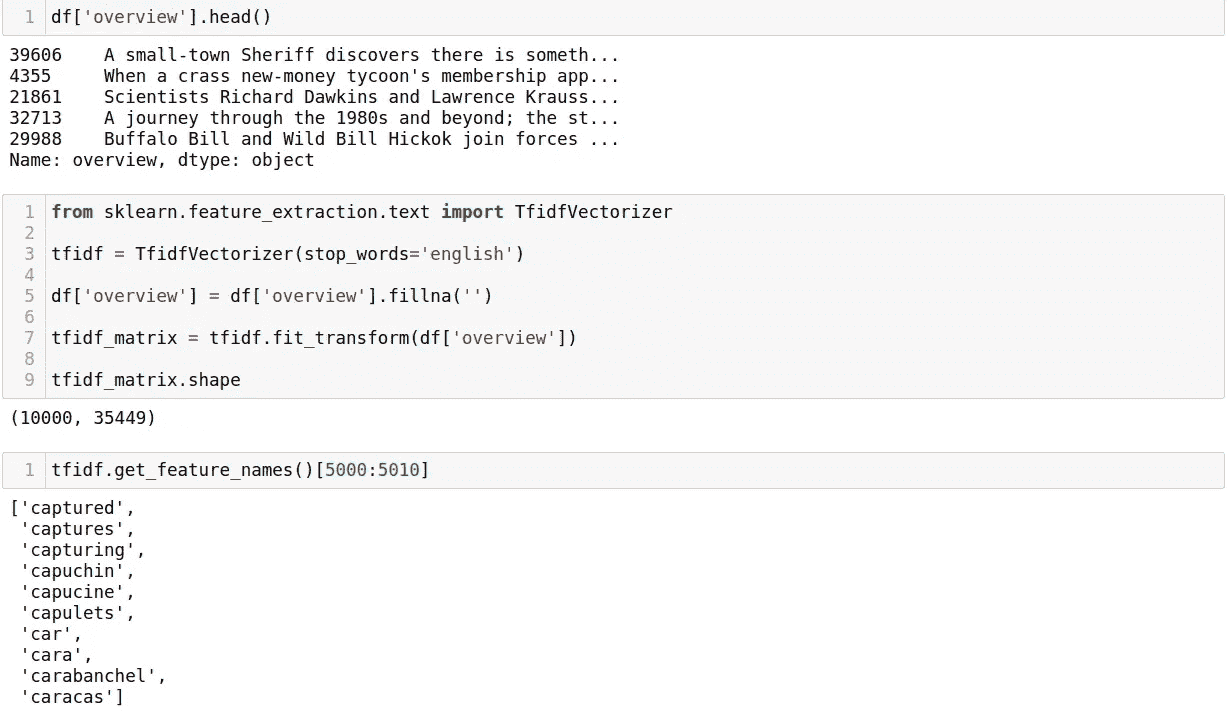 1 df['overview'].head()
39606    A small-town Sheriff discovers there is someth...
4355     When a crass new-money tycoon's membership app...
21861    Scientists Richard Dawkins and Lawrence Krauss...
32713    A journey through the 1980s and beyond; the st...
29988    Buffalo Bill and Wild Bill Hickok join forces ...
Name: overview, dtype: object
1 from sklearn.feature_extraction.text import TfidfVectorizer
2
3 tfidf = TfidfVectorizer(stop_words='english')
4
5 df['overview'] = df['overview'].fillna('')
6
7 tfidf_matrix = tfidf.fit_transform(df['overview'])
8
9 tfidf_matrix.shape
(10000, 35449)
1 tfidf.get_feature_names()[5000:5010]
['captured',
 'captures',
 'capturing',
 'capuchin',
 'capucine',
 'capulets',
 'car',
 'cara',
 'carabanchel',
 'caracas']